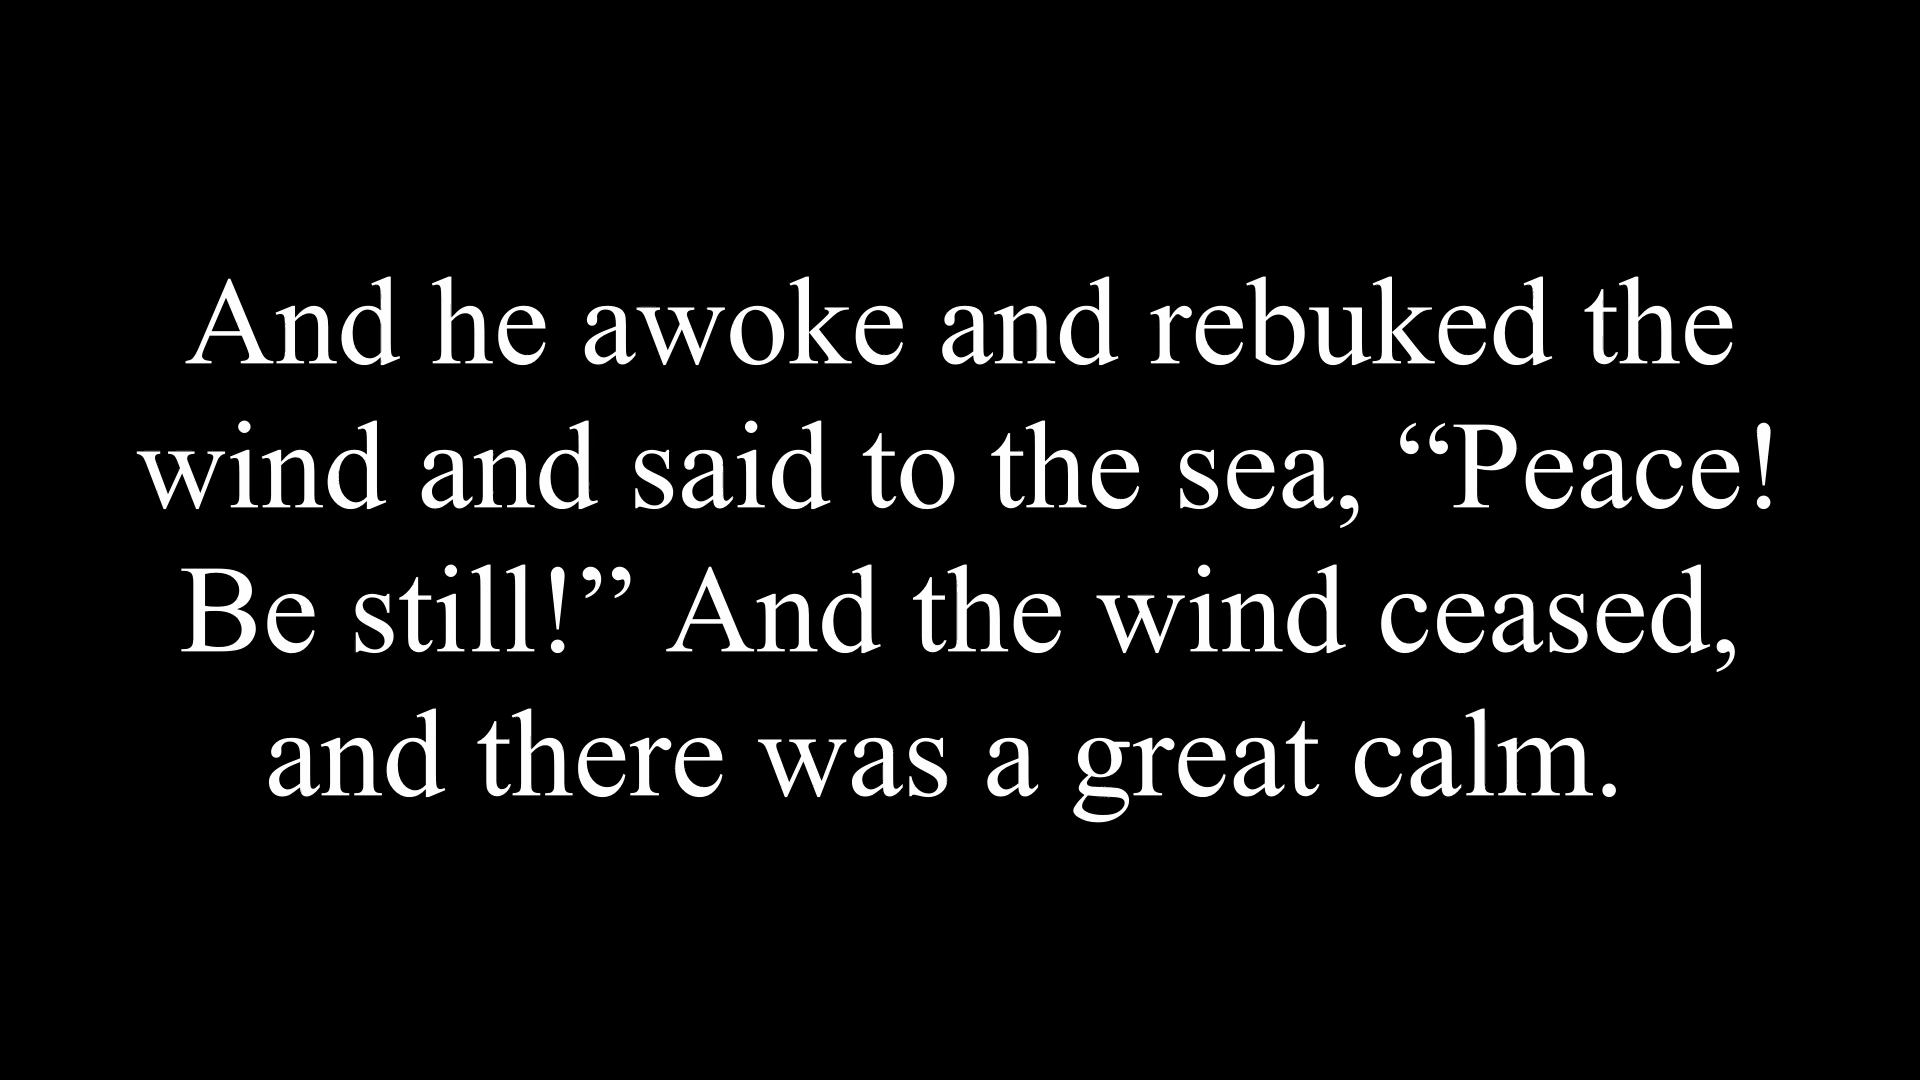 And he awoke and rebuked the
wind and said to the sea, “Peace!
Be still!” And the wind ceased,
and there was a great calm.